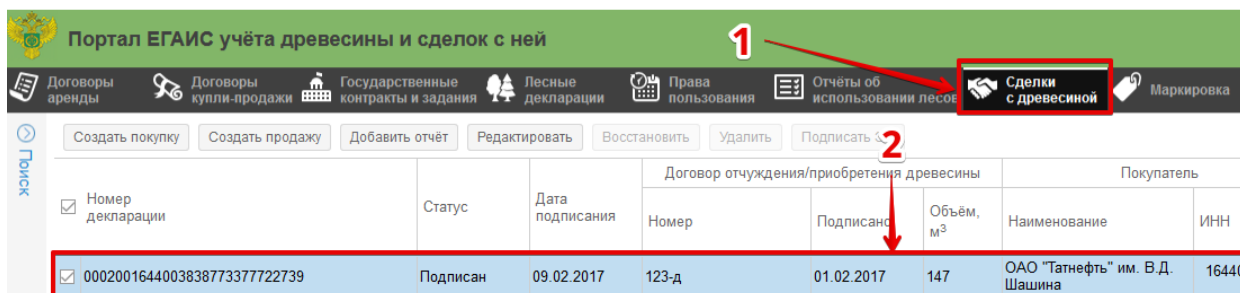 Портал ЕГАИС учёта древесины и сделок с ней
1
Договоры аренды
Договоры купли-продажи
Государственные контракты и задания
Лесные декларации
Права пользования
Отчёты об использовании лесов
Сделки с древесиной
Маркировка
Поиск
Создать покупку
Создать продажу
Добавить отчёт
Редактировать
Восстановить
Удалить
Подписать
2
Номер декларации
Статус
Дата подписания
Договор отчуждения/приобретения древесины
Покупатель
Номер
Подписано
Объём, м3
Наименование
ИНН
0002001644003838773377722739
Подписан
09.02.2017
123-д
01.02.2017
147
ОАО "Татнефть" им. В.Д. Шашина
1644